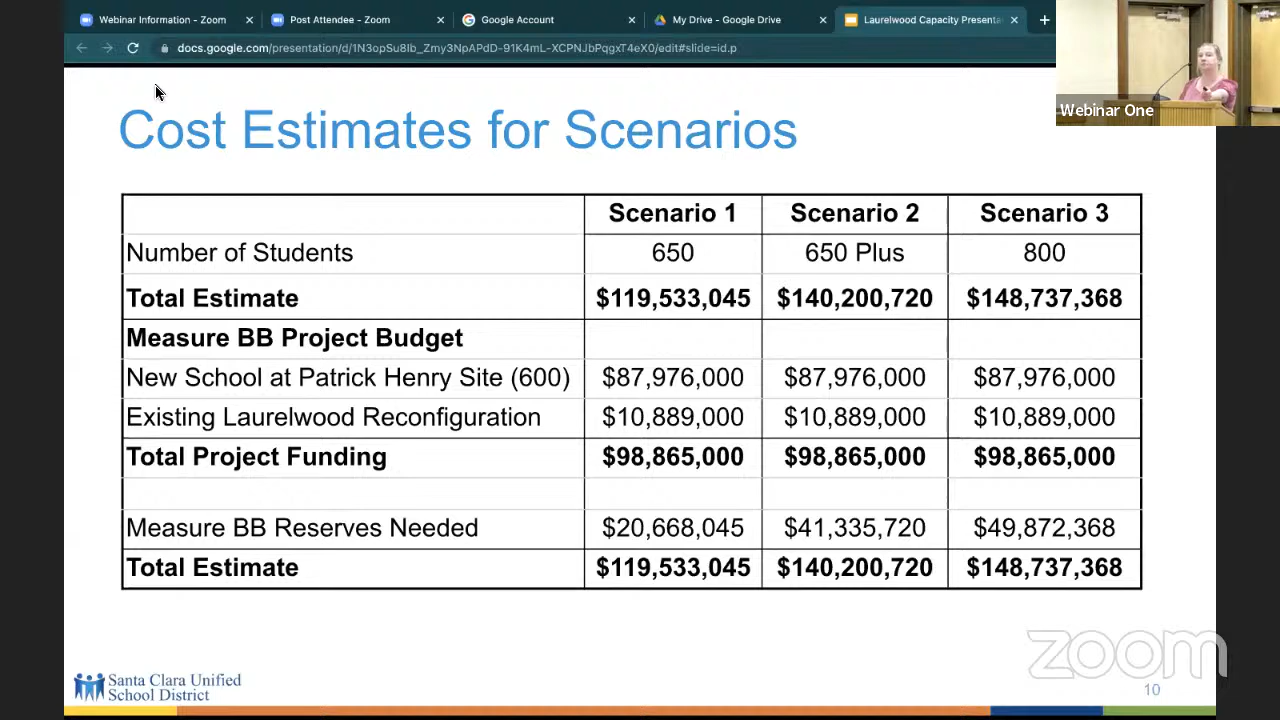 Webinar Information - Zoom
Post Attendee - Zoom
Google Account
My Drive - Google Drive
Laurelwood Capacity Presenta
docs.google.com/presentation/d/1N3opSu8Ib_Zmy3NpAPdD-91K4mL-XCPNJbPqgxT4eX0/edit#slide=id.p
Webinar One
Cost Estimates for Scenarios
Scenario 1 Scenario 2 Scenario 3
Number of Students 650 650 Plus 800
Total Estimate $119,533,045 $140,200,720 $148,737,368
Measure BB Project Budget
New School at Patrick Henry Site (600) $87,976,000 $87,976,000 $87,976,000
Existing Laurelwood Reconfiguration $10,889,000 $10,889,000 $10,889,000
Total Project Funding $98,865,000 $98,865,000 $98,865,000
Measure BB Reserves Needed $20,668,045 $41,335,720 $49,872,368
Total Estimate $119,533,045 $140,200,720 $148,737,368
zoom
Santa Clara Unified
School District
10